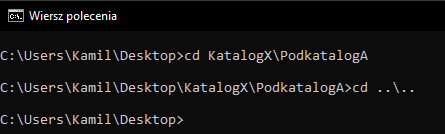 Wiersz polecenia
C:\Users\Kamil\Desktop>cd KatalogX\PodkatalogA
C:\Users\Kamil\Desktop\KatalogX\PodkatalogA>cd ..\..
C:\Users\Kamil\Desktop>